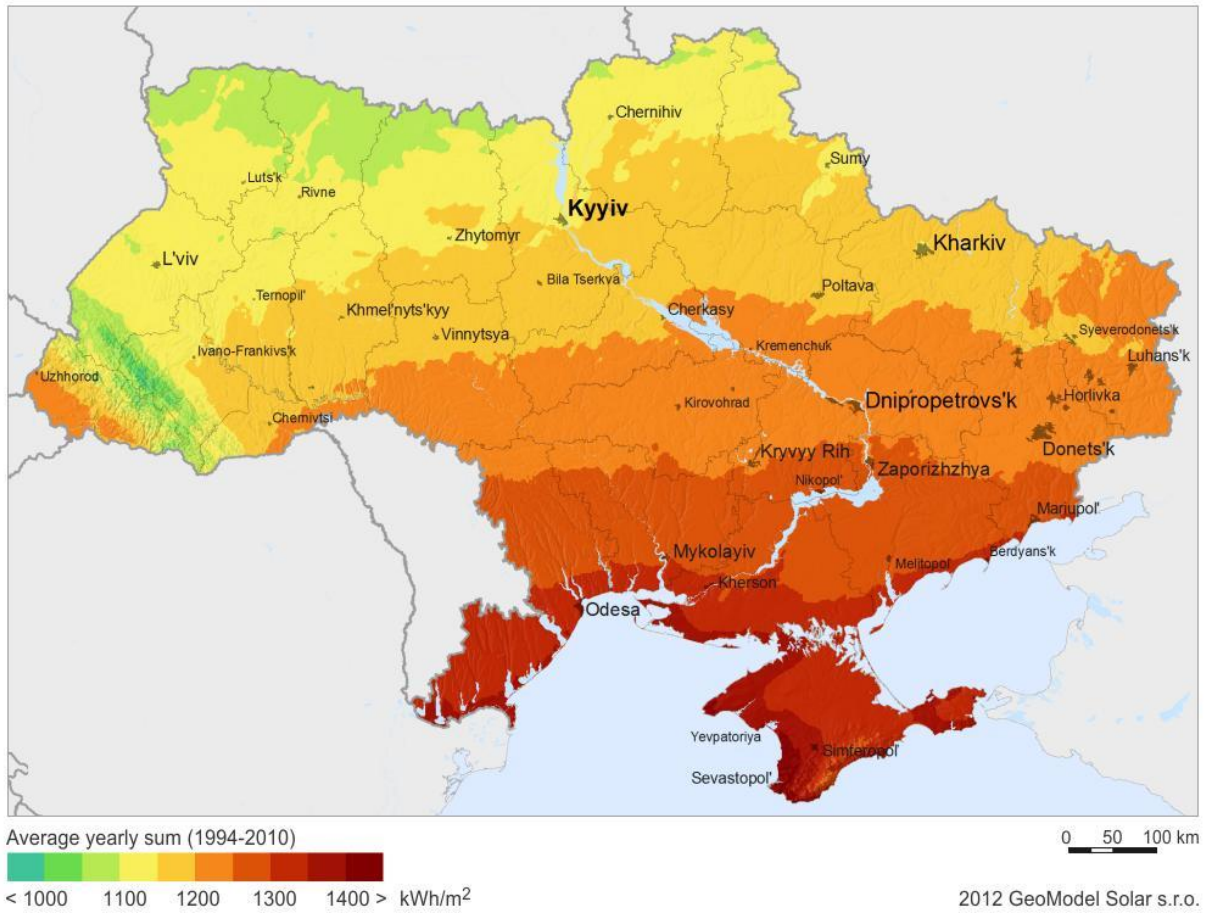 Chernihiv
Sumy
Luts'k
Rivne
Kyyiv
Zhytomyr
Kharkiv
L'viv
Bila Tserkva
Poltava
Ternopil'
Khmel'nyts'kyy
Cherkasy
Vinnytsya
Syeverodonets'k
Ivano-Frankivs'k
Kremenchuk
Luhans'k
Uzhhorod
Dnipropetrovs'k
Horlivka
Kirovohrad
Chernivtsi
Donets'k
Kryvyy Rih
Zaporizhzhya
Nikopol'
Mariupol'
Mykolayiv
Berdyans'k
Melitopol'
Kherson
Odesa
Yevpatoriya
Simferopol'
Sevastopol'
Average yearly sum (1994-2010)
0 50 100 km
< 1000 1100 1200 1300 1400 > kWh/m²
2012 GeoModel Solar s.r.o.